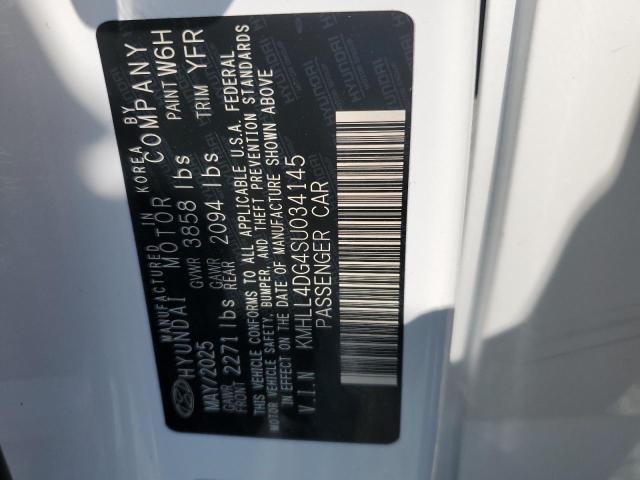 MANUFACTURED IN KOREA BY
HYUNDAI MOTOR COMPANY
MAY/2025 GVWR 3858 lbs PAINT W6H
GAWR FRONT 2271 lbs GAWR REAR 2094 lbs TRIM YFR
THIS VEHICLE CONFORMS TO ALL APPLICABLE U.S.A. FEDERAL
MOTOR VEHICLE SAFETY, BUMPER, AND THEFT PREVENTION STANDARDS
IN EFFECT ON THE DATE OF MANUFACTURE SHOWN ABOVE
V.I.N KMHLL4DG4SU034145
PASSENGER CAR